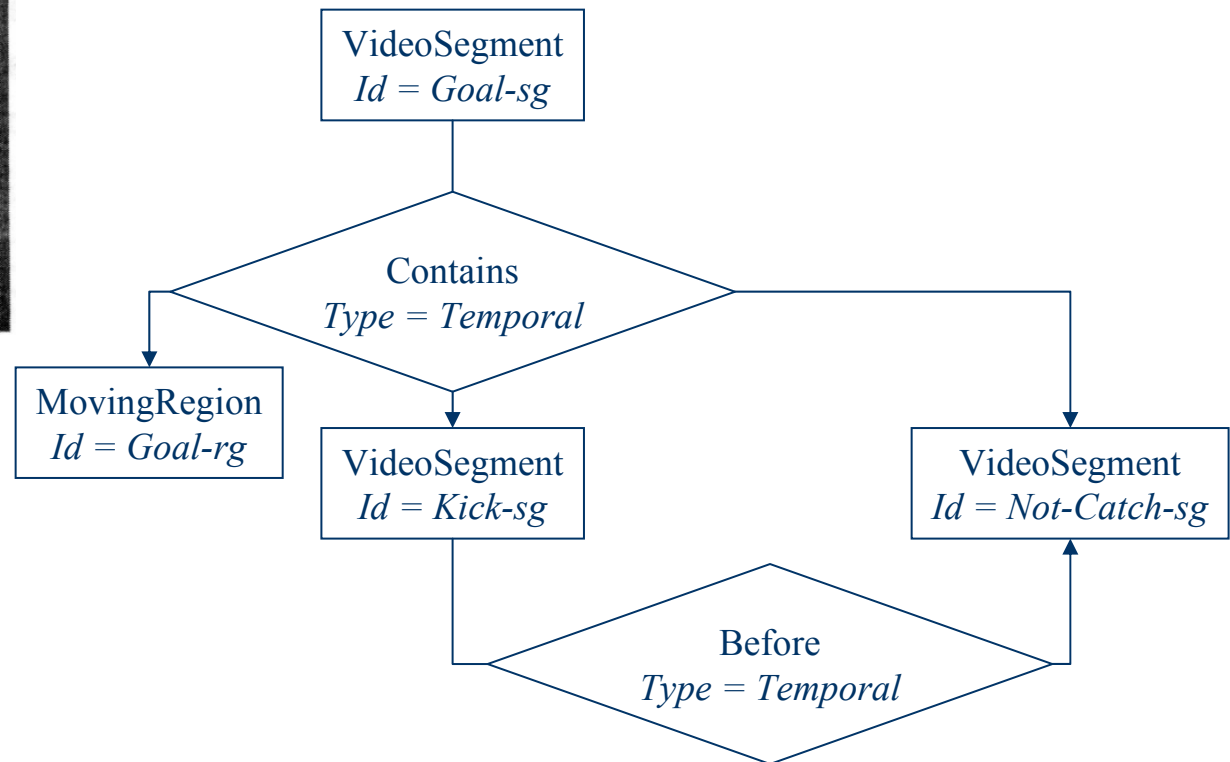 VideoSegment
Id = Goal-sg
Contains
Type = Temporal
MovingRegion
Id = Goal-rg
VideoSegment
Id = Kick-sg
VideoSegment
Id = Not-Catch-sg
Before
Type = Temporal